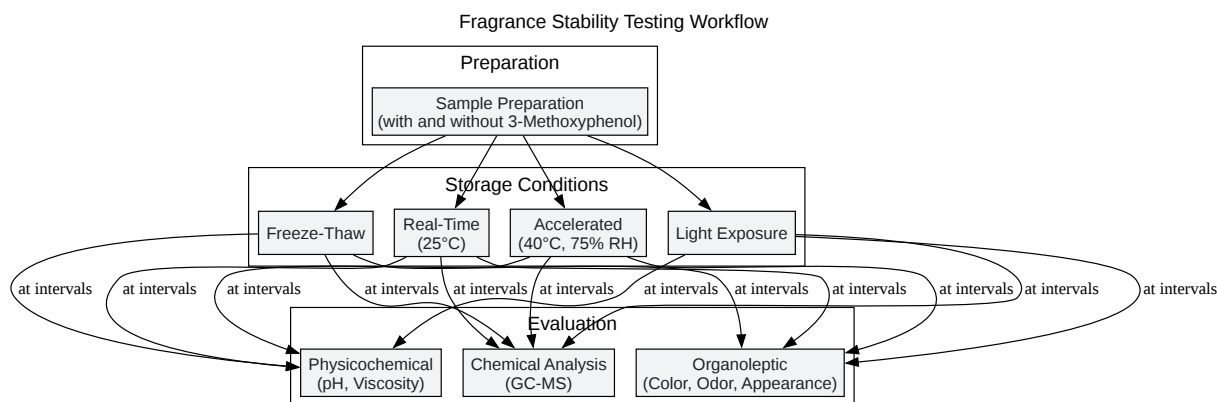 Fragrance Stability Testing Workflow
Preparation
Sample Preparation
(with and without 3-Methoxyphenol)
Storage Conditions
Freeze-Thaw
Real-Time
(25°C)
Accelerated
(40°C, 75% RH)
Light Exposure
at intervals
at intervals
at intervals
at intervals
at intervals
at intervals
at intervals
at intervals
at intervals
at intervals
at intervals
at intervals
Evaluation
Physicochemical
(pH, Viscosity)
Chemical Analysis
(GC-MS)
Organoleptic
(Color, Odor, Appearance)